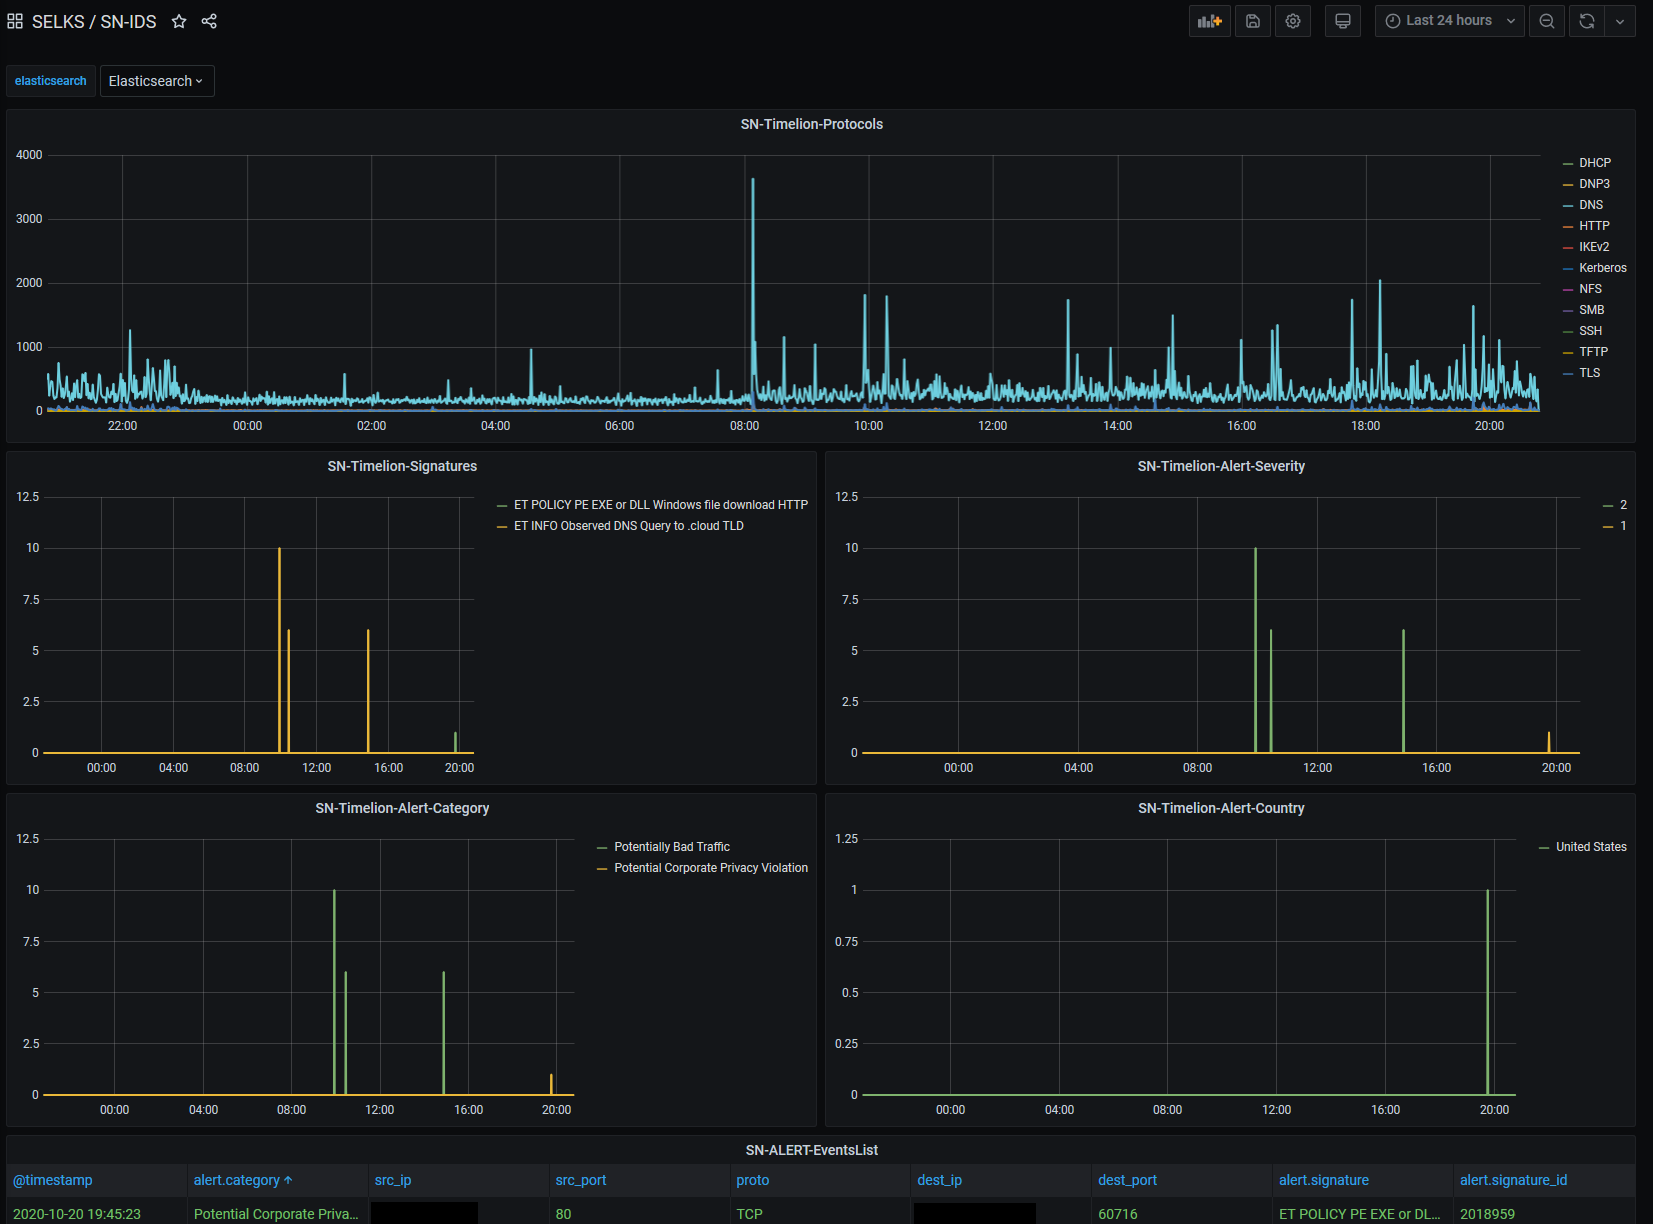 SELKS / SN-IDS
Last 24 hours
elasticsearch Elasticsearch
SN-Timelion-Protocols
4000
3000
2000
1000
0
22:00 00:00 02:00 04:00 06:00 08:00 10:00 12:00 14:00 16:00 18:00 20:00
DHCP
DNP3
DNS
HTTP
IKEv2
Kerberos
NFS
SMB
SSH
TFTP
TLS
SN-Timelion-Signatures
12.5
10
7.5
5
2.5
0
00:00 04:00 08:00 12:00 16:00 20:00
ET POLICY PE EXE or DLL Windows file download HTTP
ET INFO Observed DNS Query to .cloud TLD
SN-Timelion-Alert-Severity
12.5
10
7.5
5
2.5
0
00:00 04:00 08:00 12:00 16:00 20:00
2
1
SN-Timelion-Alert-Category
12.5
10
7.5
5
2.5
0
00:00 04:00 08:00 12:00 16:00 20:00
Potentially Bad Traffic
Potential Corporate Privacy Violation
SN-Timelion-Alert-Country
1.25
1
0.75
0.5
0.25
0
00:00 04:00 08:00 12:00 16:00 20:00
United States
SN-ALERT-EventsList
@timestamp alert.category src_ip src_port proto dest_ip dest_port alert.signature alert.signature_id
2020-10-20 19:45:23 Potential Corporate Priva... 80 TCP 60716 ET POLICY PE EXE or DL... 2018959